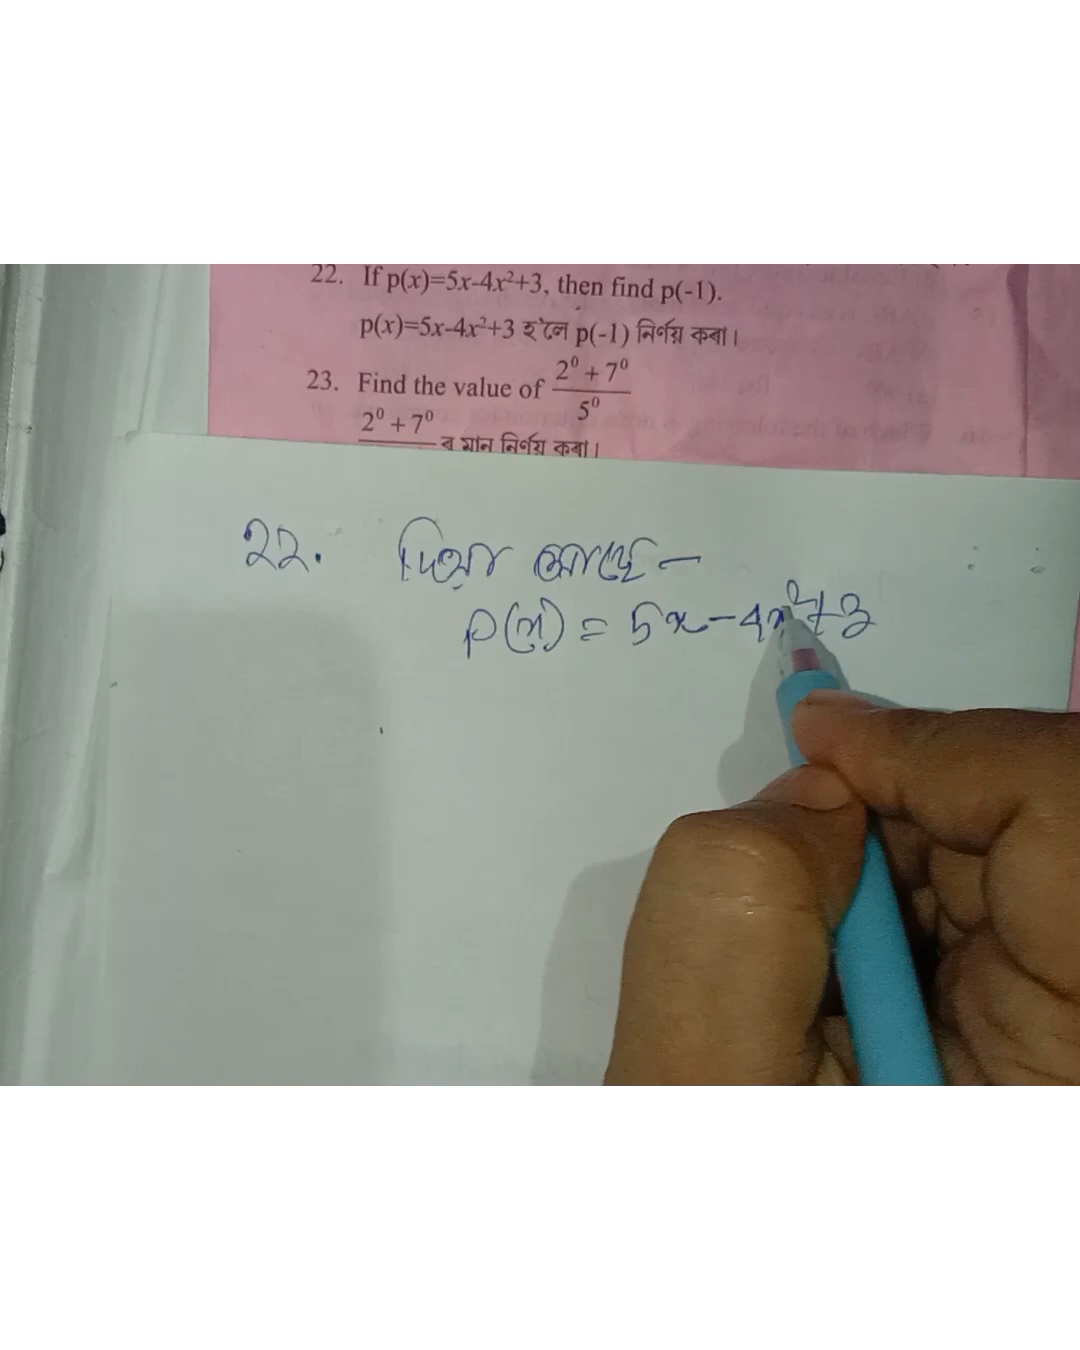 22. If p(x)=5x-4x²+3, then find p(-1).
p(x)=5x-4x²+3 হ'লে p(-1) নিৰ্ণয় কৰা।
23. Find the value of (2⁰ + 7⁰)/5⁰
2⁰ + 7⁰ ৰ মান নিৰ্ণয় কৰা।
২২. দিয়া আছে–
P(x) = 5x-4x²+3